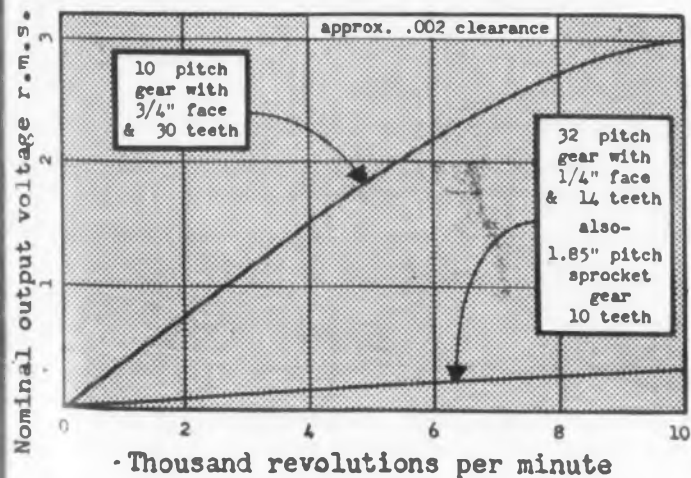 Nominal output voltage r.m.s.
approx. .002 clearance
3
2
1
10 pitch
gear with
3/4" face
& 30 teeth
32 pitch
gear with
1/4" face
& 14 teeth
also-
1.85" pitch
sprocket
gear
10 teeth
0 2 4 6 8 10
Thousand revolutions per minute